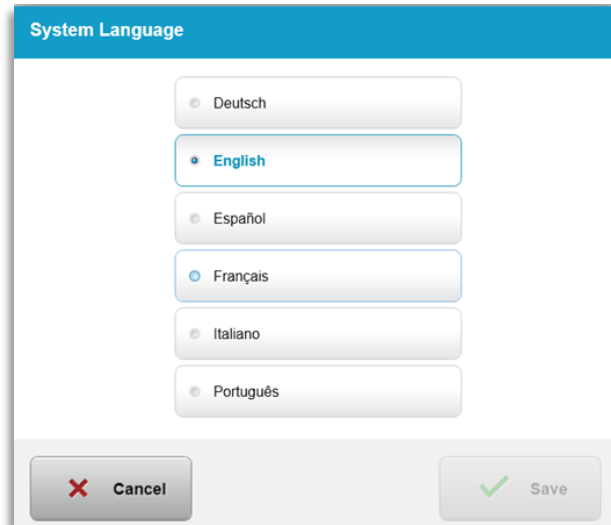 System Language
Deutsch
English
Español
Français
Italiano
Português
Cancel
Save